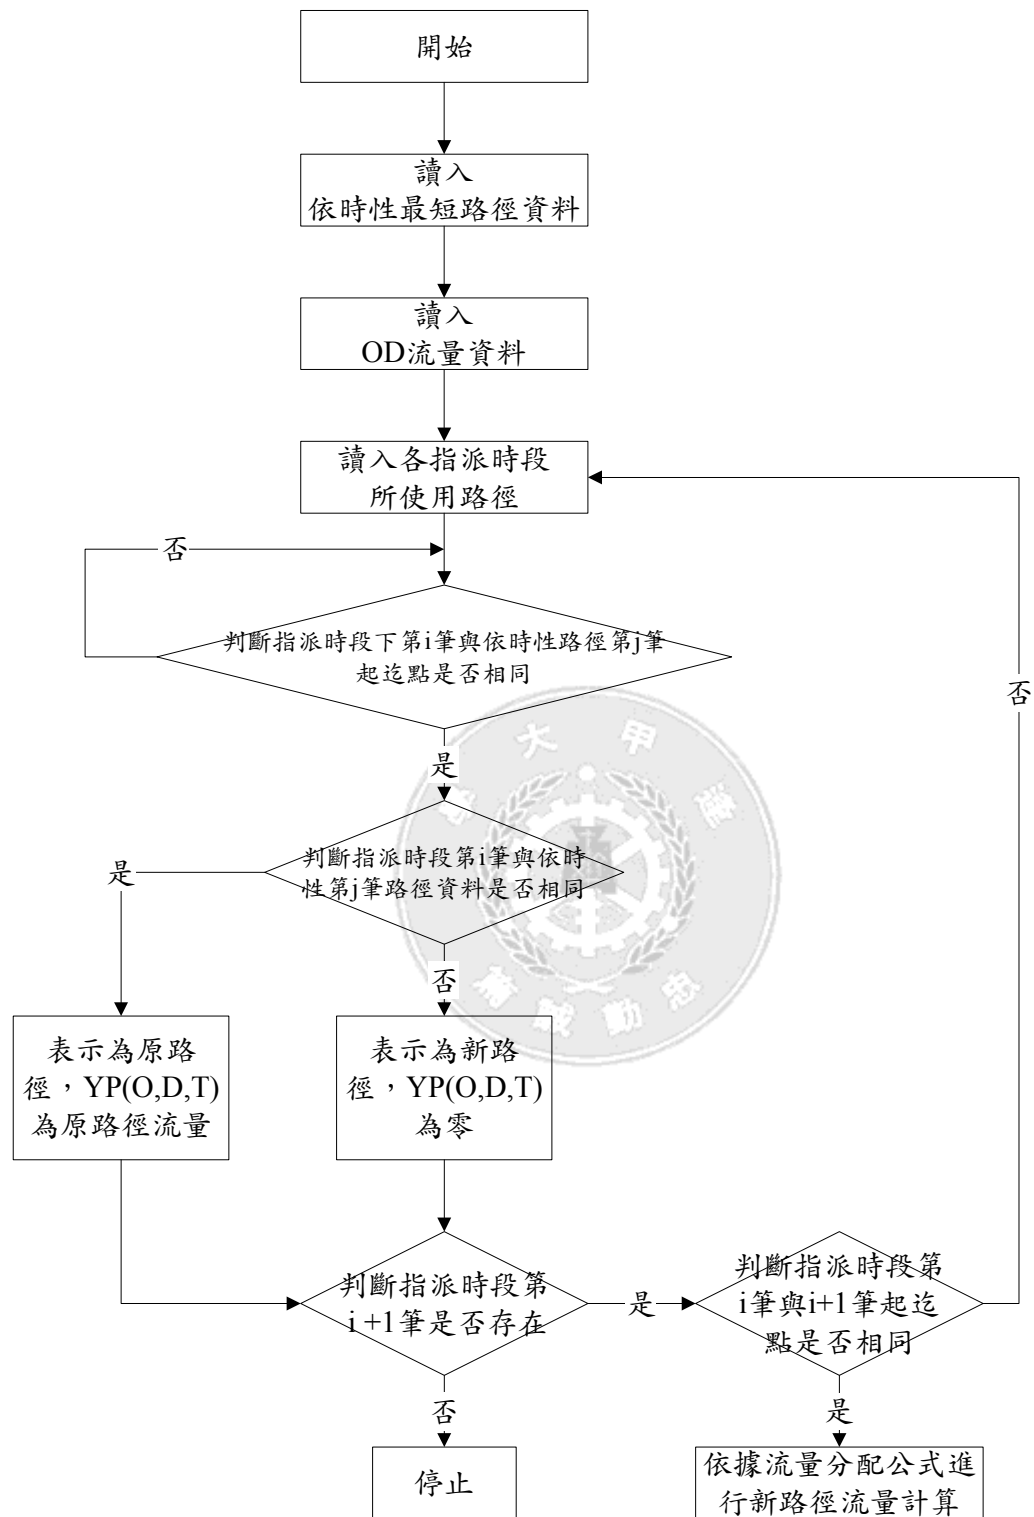 開始
讀入
依時性最短路徑資料
讀入
OD流量資料
讀入各指派時段
所使用路徑
否
判斷指派時段下第i筆與依時性路徑第j筆
起迄點是否相同
否
是
判斷指派時段第i筆與依時
性第j筆路徑資料是否相同
是
否
表示為原路
徑，YP(O,D,T)
為原路徑流量
表示為新路
徑，YP(O,D,T)
為零
判斷指派時段第
i +1筆是否存在
是
判斷指派時段第
i筆與i+1筆起迄
點是否相同
否
是
停止
依據流量分配公式進
行新路徑流量計算
大
甲
逢
忠
勤
誠